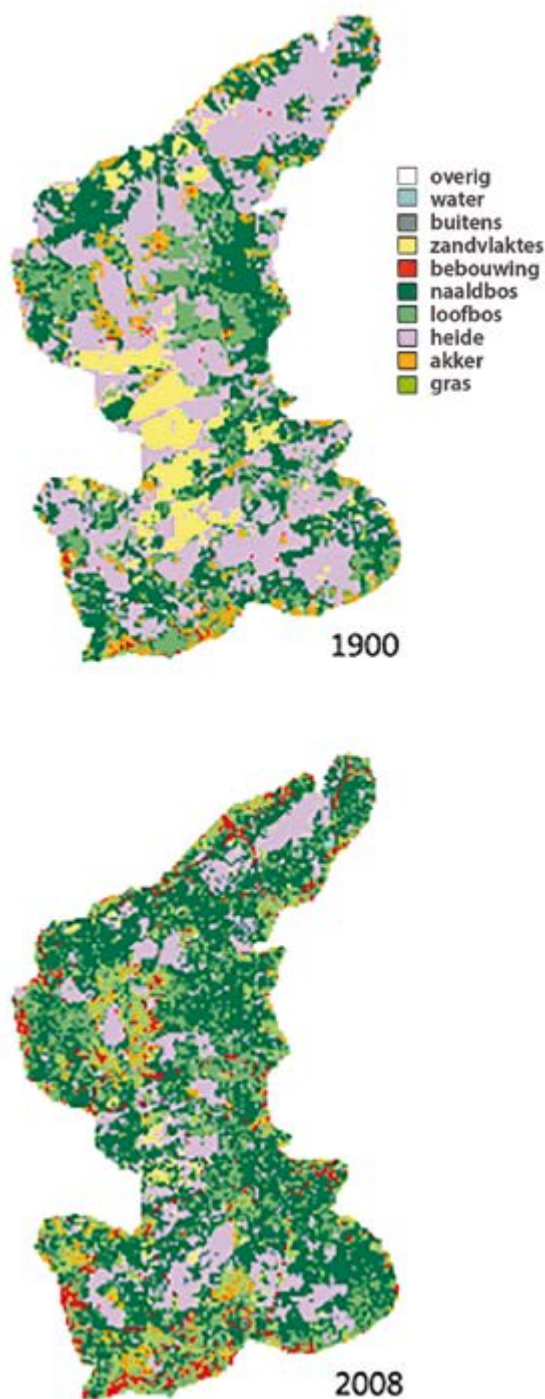 overig
water
buitens
zandvlaktes
bebouwing
naaldbos
loofbos
heide
akker
gras
1900
2008